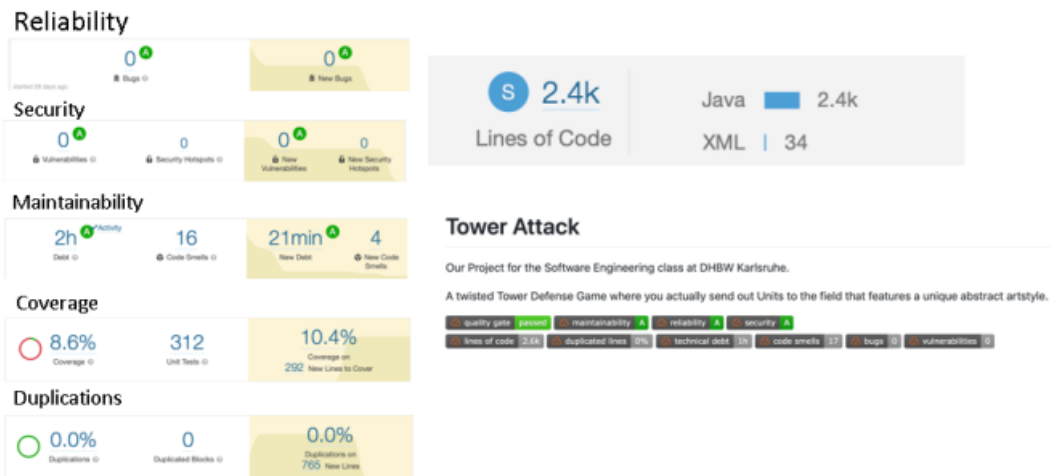 Reliability
0 A
Bugs
started 28 days ago
0 A
New Bugs
Security
0 A
Vulnerabilities
0
Security Hotspots
0 A
New
Vulnerabilities
0
New Security
Hotspots
Maintainability
2h A
Activity
Debt
16
Code Smells
21min A
New Debt
4
New Code
Smells
Coverage
8.6%
Coverage
312
Unit Tests
10.4%
Coverage on
292 New Lines to Cover
Duplications
0.0%
Duplications
0
Duplicated Blocks
0.0%
Duplications on
765 New Lines
S 2.4k
Lines of Code
Java 2.4k
XML 34
Tower Attack
Our Project for the Software Engineering class at DHBW Karlsruhe.
A twisted Tower Defense Game where you actually send out Units to the field that features a unique abstract artstyle.
quality gate passed maintainability A reliability A security A
lines of code 2.6k duplicated lines 0% technical debt 1h code smells 17 bugs 0 vulnerabilities 0